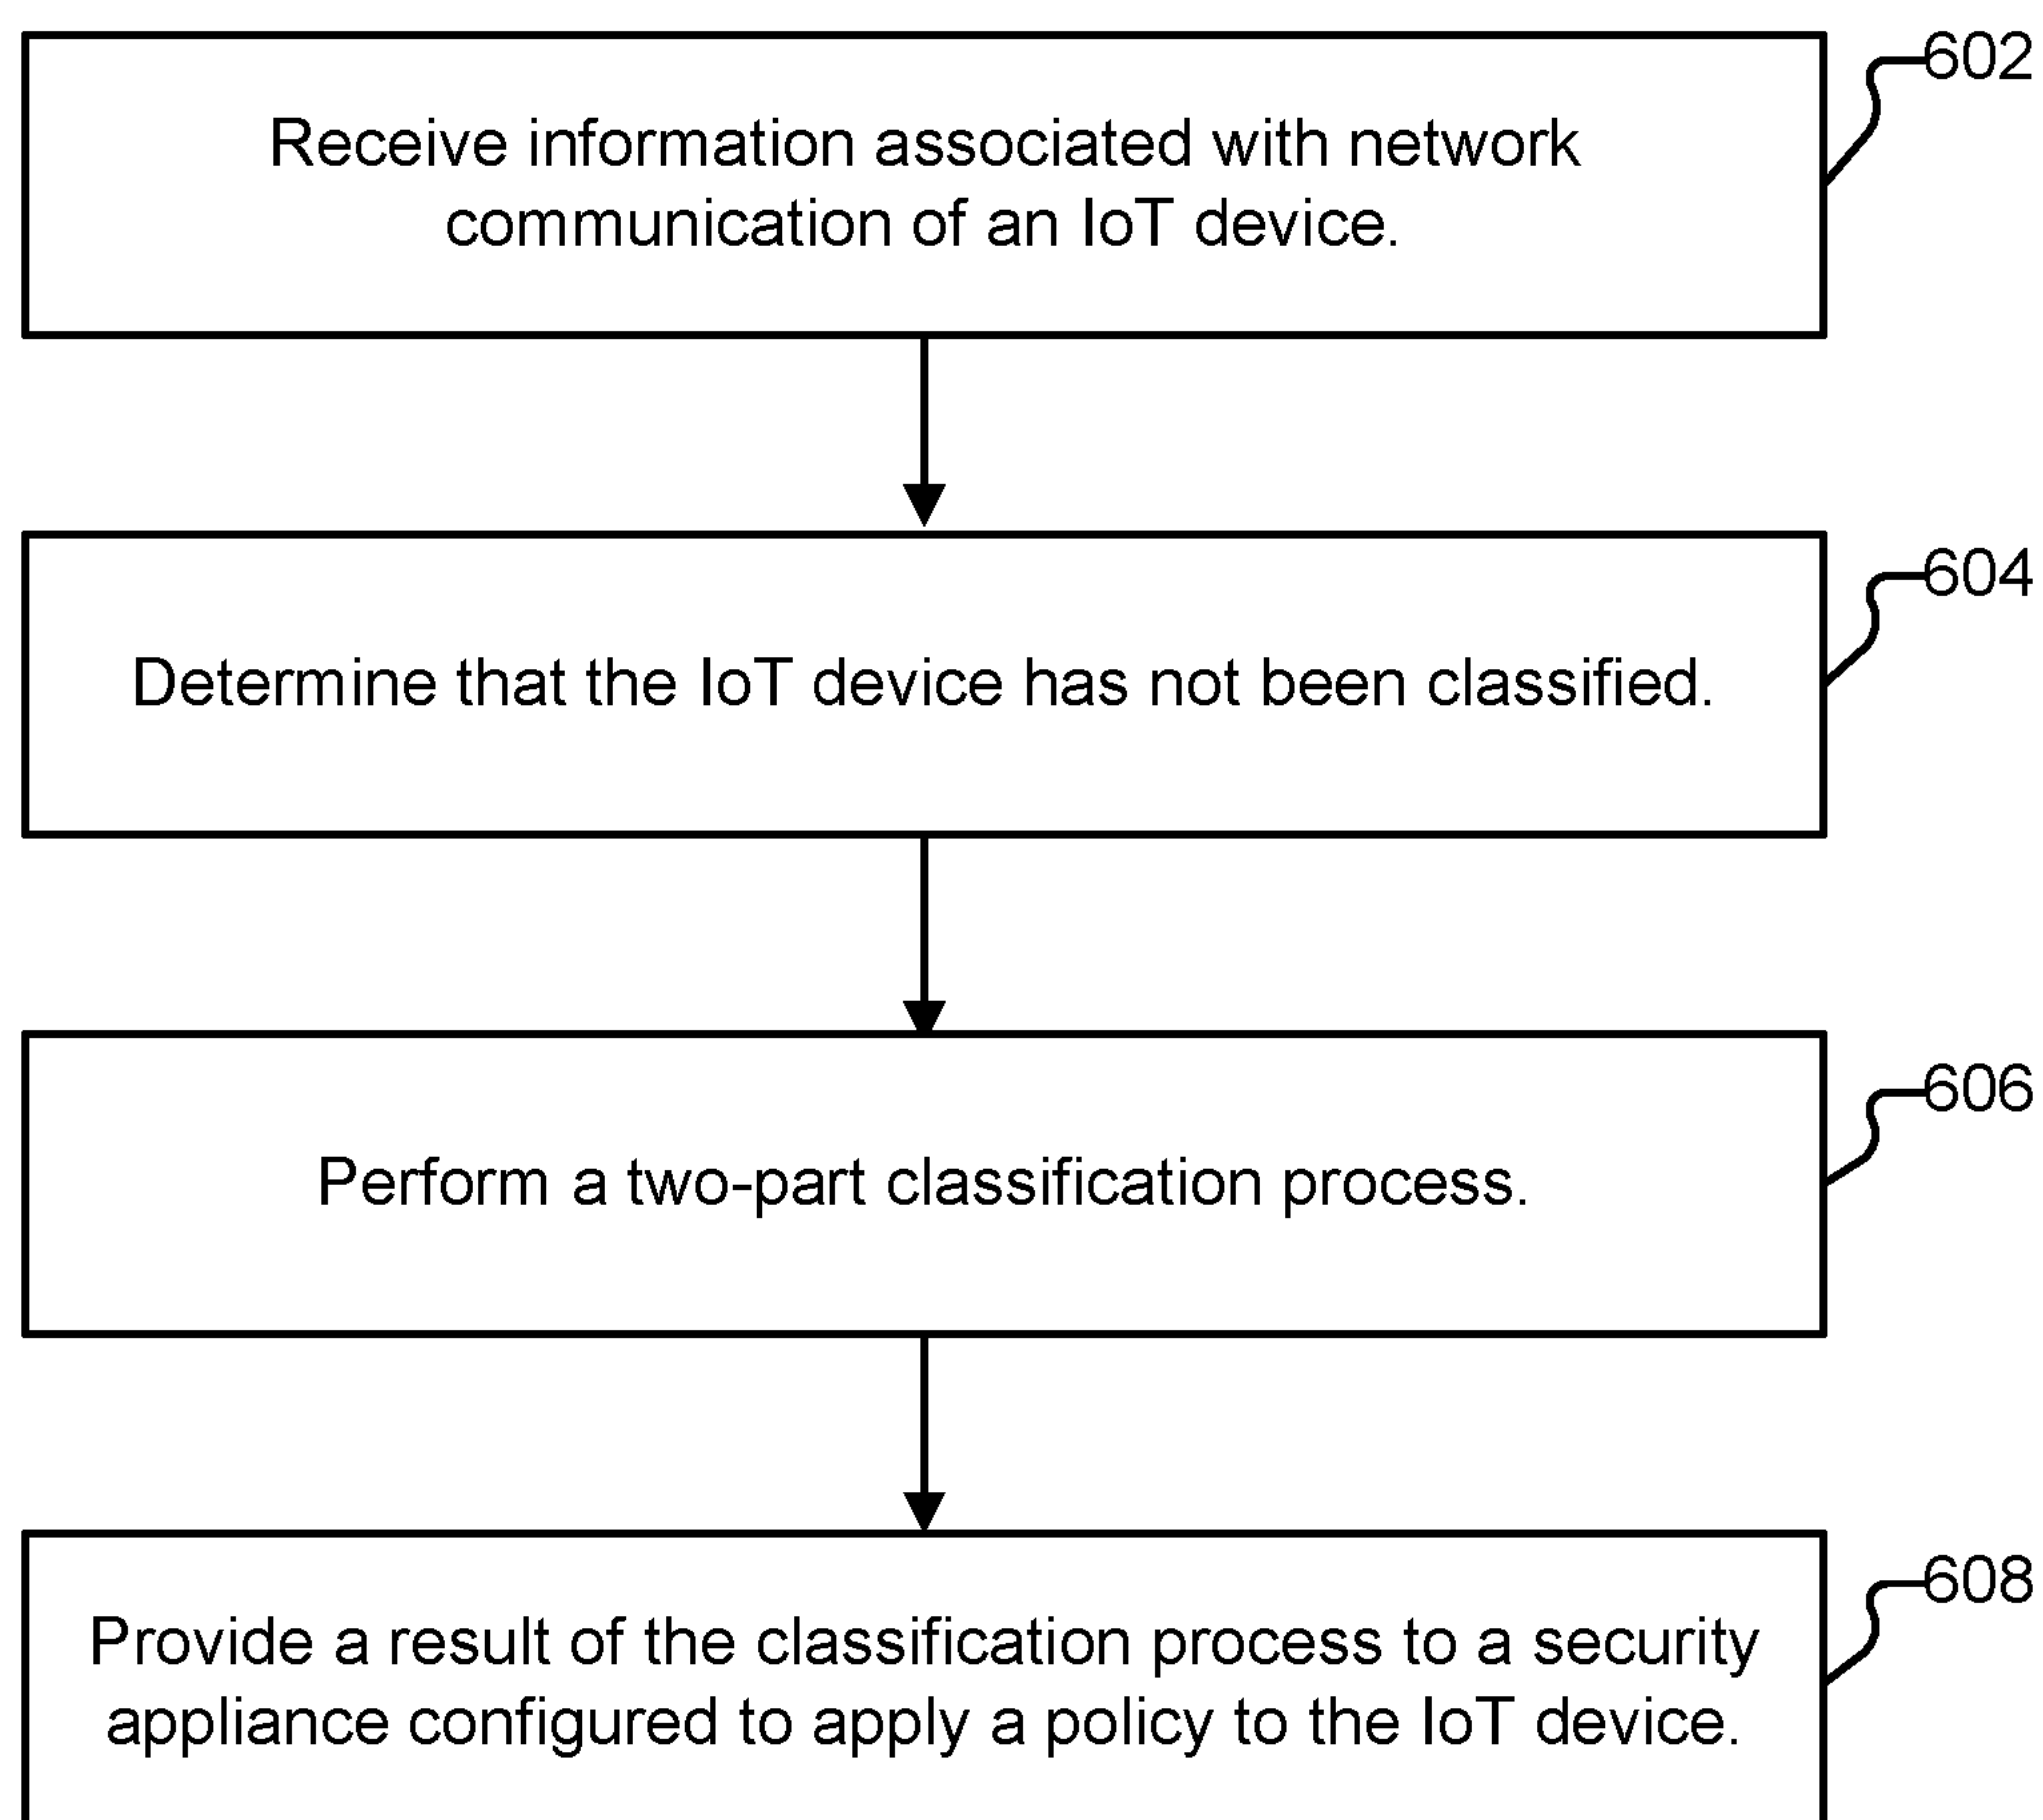 602
Receive information associated with network
communication of an IoT device.
604
Determine that the IoT device has not been classified.
606
Perform a two-part classification process.
608
Provide a result of the classification process to a security
appliance configured to apply a policy to the IoT device.